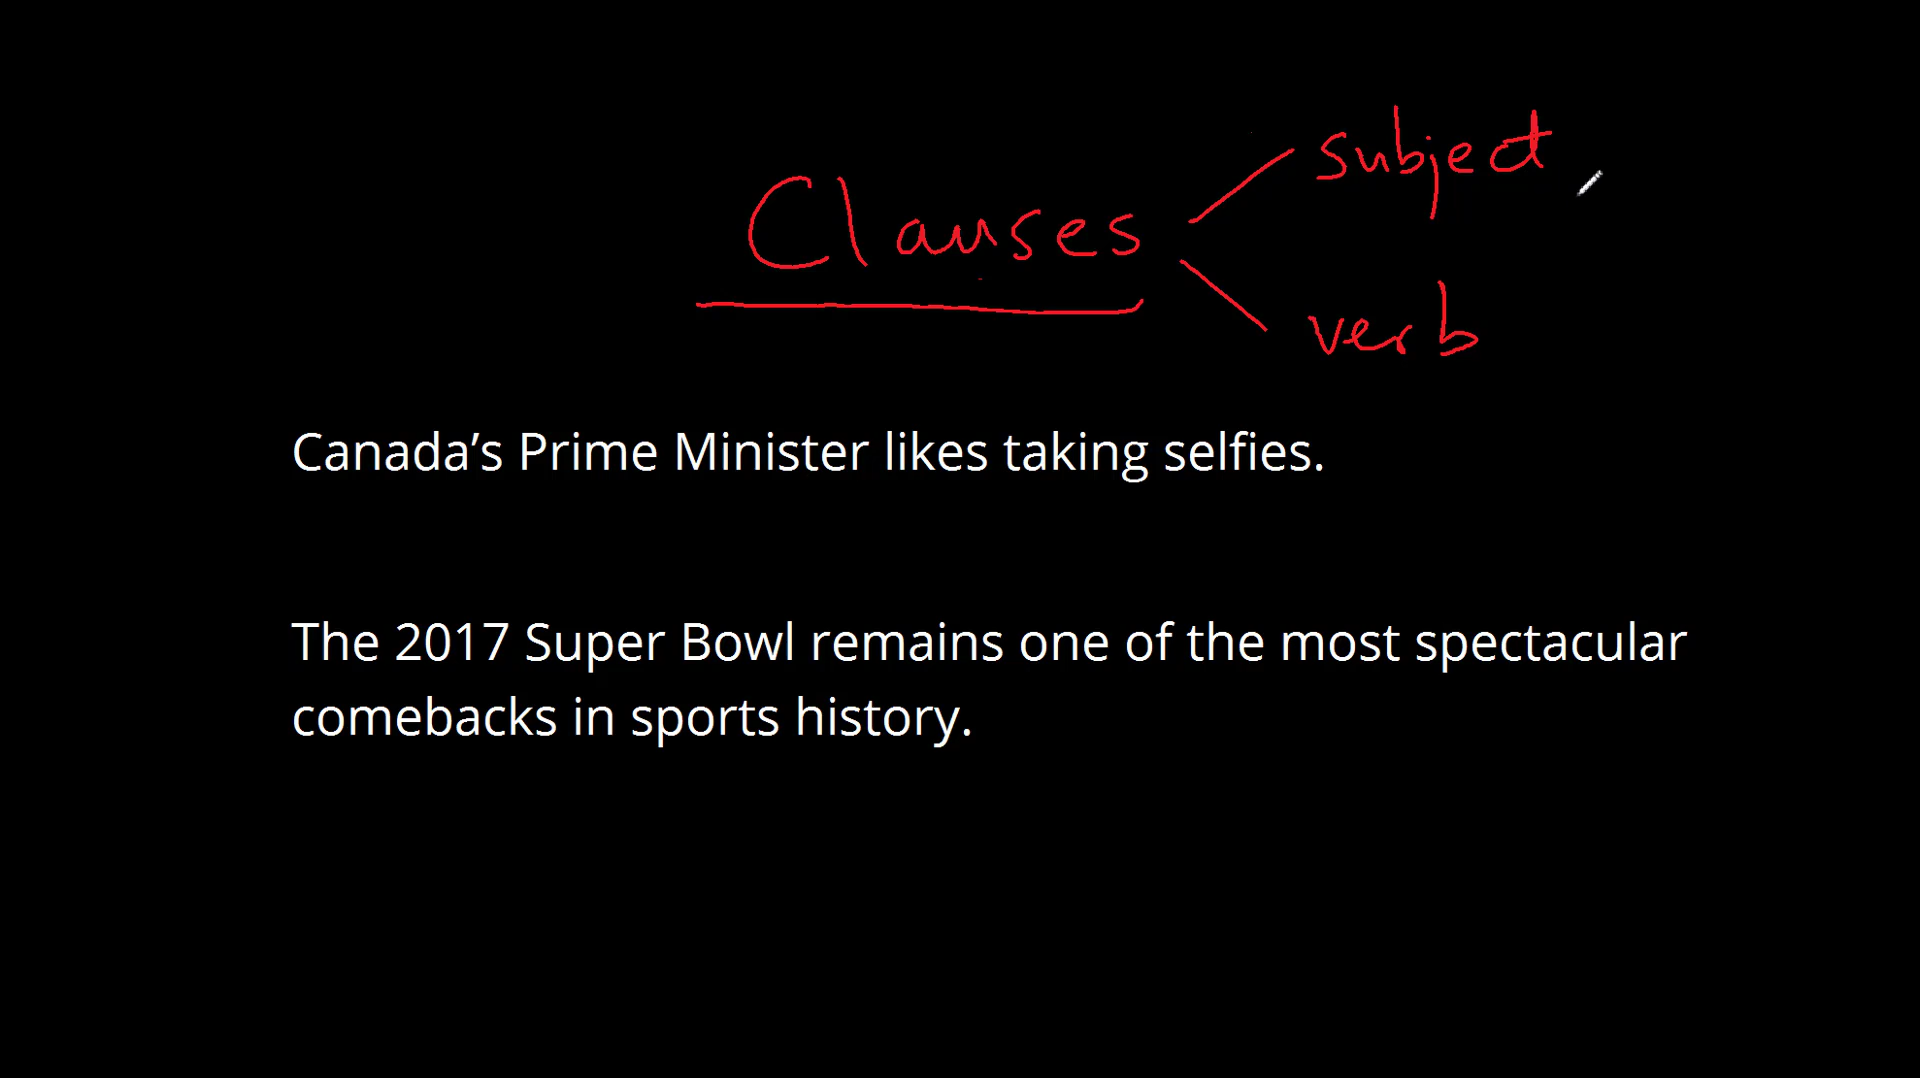 subject
Clauses
verb
Canada’s Prime Minister likes taking selfies.
The 2017 Super Bowl remains one of the most spectacular
comebacks in sports history.